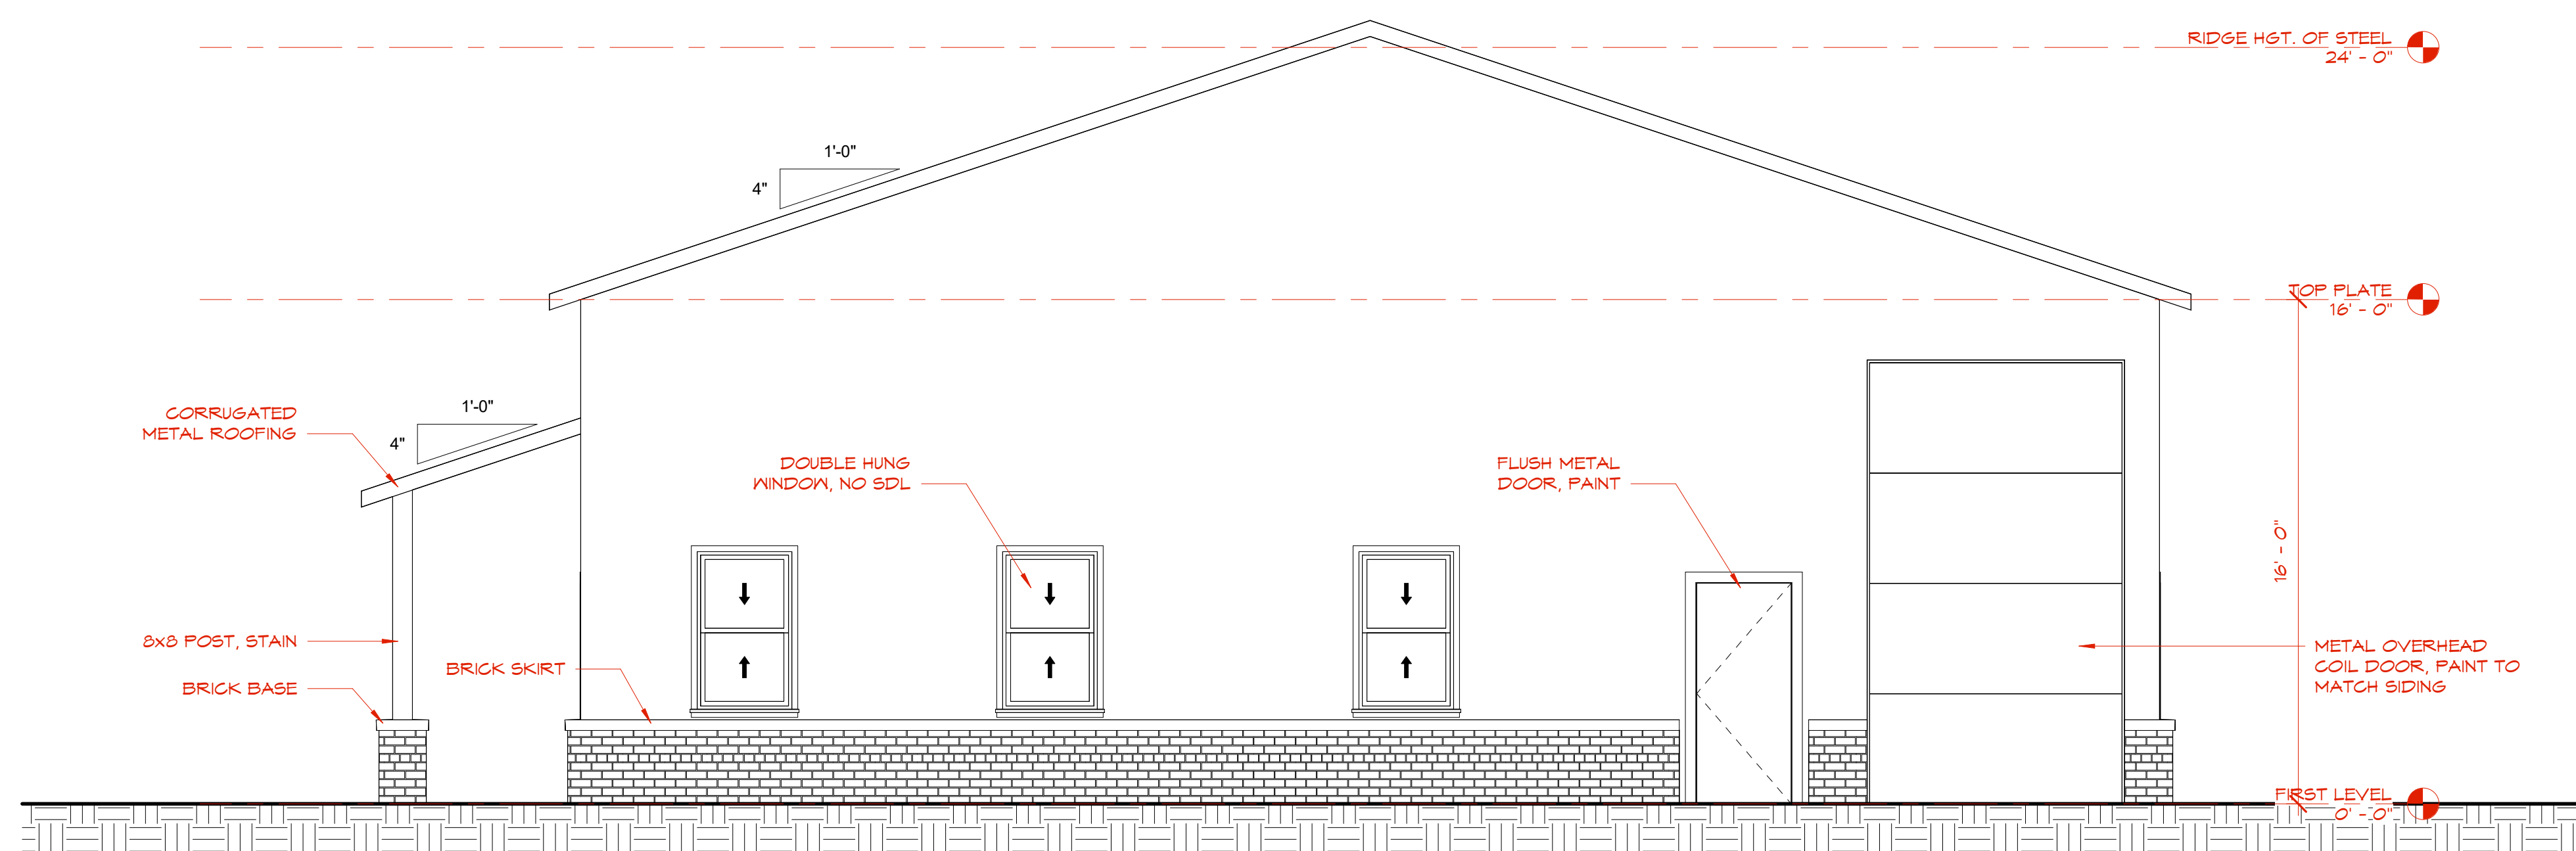 RIDGE HGT. OF STEEL
24' - 0"
1'-0"
4"
TOP PLATE
16' - 0"
CORRUGATED
METAL ROOFING
1'-0"
4"
DOUBLE HUNG
WINDOW, NO SDL
FLUSH METAL
DOOR, PAINT
16' - 0"
8x8 POST, STAIN
BRICK SKIRT
BRICK BASE
METAL OVERHEAD
COIL DOOR, PAINT TO
MATCH SIDING
FIRST LEVEL
0' - 0"